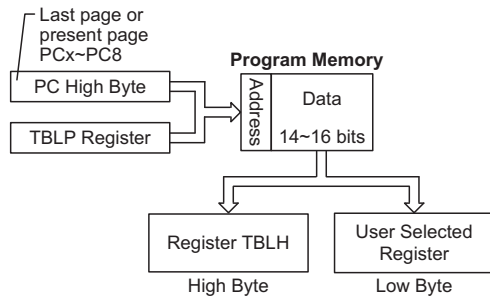 Last page or
present page
PCx~PC8
Program Memory
PC High Byte
TBLP Register
Address
Data
14~16 bits
Register TBLH
User Selected
Register
High Byte
Low Byte